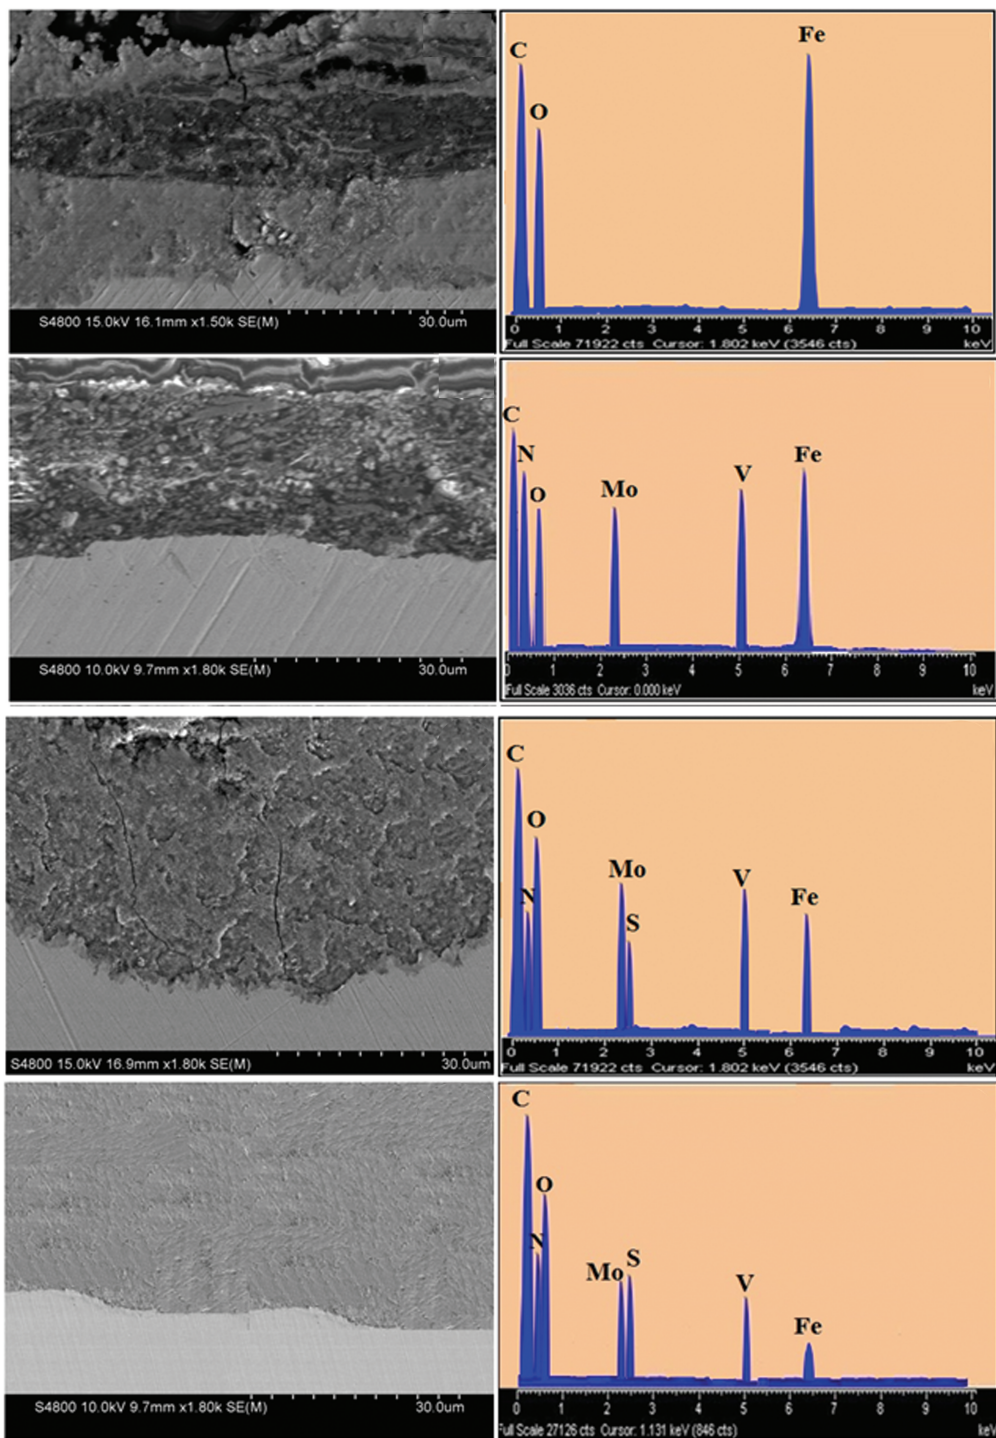 C
O
Fe
0 1 2 3 4 5 6 7 8 9 10
Full Scale 71922 cts Cursor: 1.802 keV (3546 cts) keV
S4800 15.0kV 16.1mm x1.50k SE(M) 30.0um
C
N
O
Mo
V
Fe
0 1 2 3 4 5 6 7 8 9 10
Full Scale 3036 cts Cursor: 0.000 keV keV
S4800 10.0kV 9.7mm x1.80k SE(M) 30.0um
C
O
N
Mo
S
V
Fe
0 1 2 3 4 5 6 7 8 9 10
Full Scale 71922 cts Cursor: 1.802 keV (3546 cts) keV
S4800 15.0kV 16.9mm x1.80k SE(M) 30.0um
C
O
N
Mo
S
V
Fe
0 1 2 3 4 5 6 7 8 9 10
Full Scale 27126 cts Cursor: 1.131 keV (846 cts) keV
S4800 10.0kV 9.7mm x1.80k SE(M) 30.0um